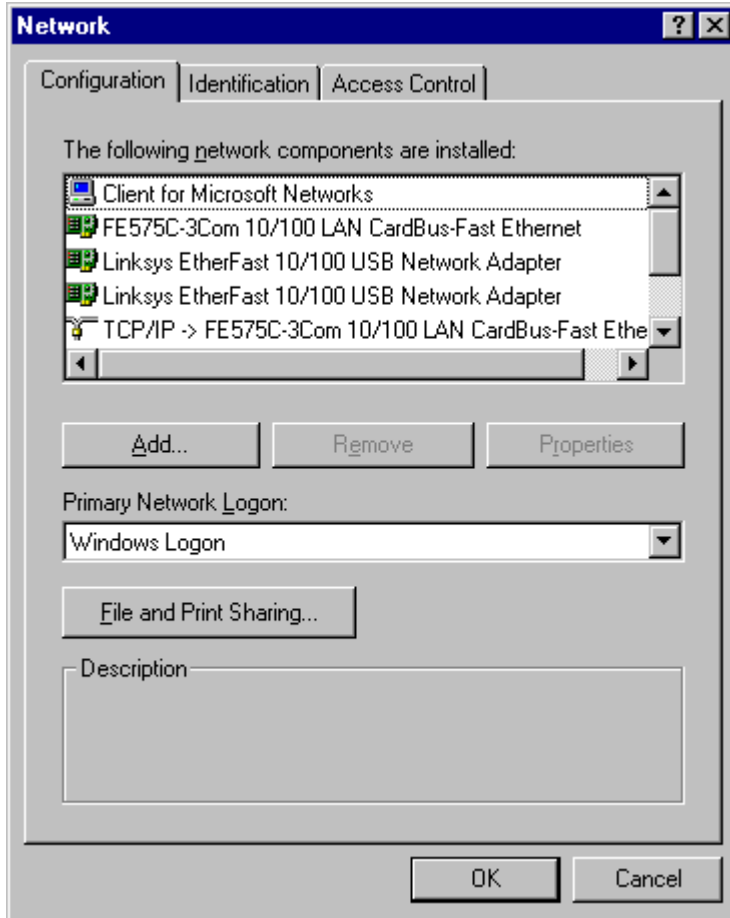 Network
Configuration Identification Access Control
The following network components are installed:
Client for Microsoft Networks
FE575C-3Com 10/100 LAN CardBus-Fast Ethernet
Linksys EtherFast 10/100 USB Network Adapter
Linksys EtherFast 10/100 USB Network Adapter
TCP/IP -> FE575C-3Com 10/100 LAN CardBus-Fast Ethe
Add... Remove Properties
Primary Network Logon:
Windows Logon
File and Print Sharing...
Description
OK Cancel